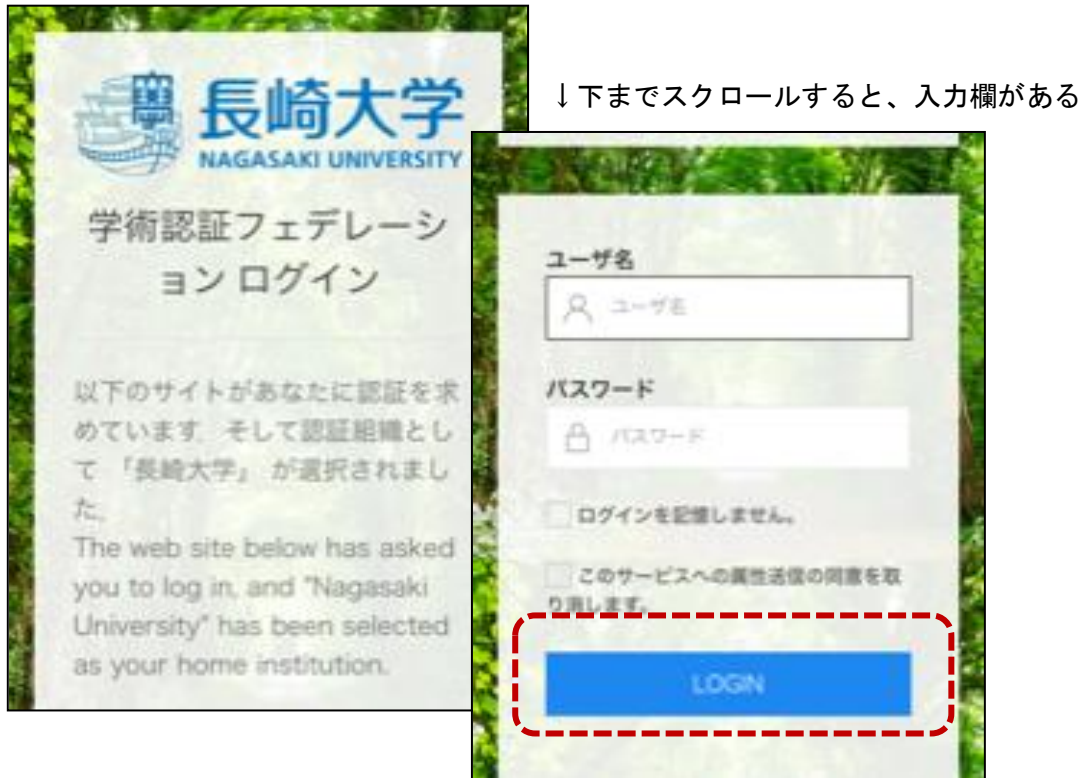 長崎大学
NAGASAKI UNIVERSITY
学術認証フェデレーシ
ョン ログイン
以下のサイトがあなたに認証を求
めています. そして認証組織とし
て 「長崎大学」 が選択されまし
た.
The web site below has asked
you to log in, and "Nagasaki
University" has been selected
as your home institution.
↓下までスクロールすると、入力欄がある
ユーザ名
ユーザ名
パスワード
パスワード
ログインを記憶しません。
このサービスへの属性送信の同意を取
り消します。
LOGIN